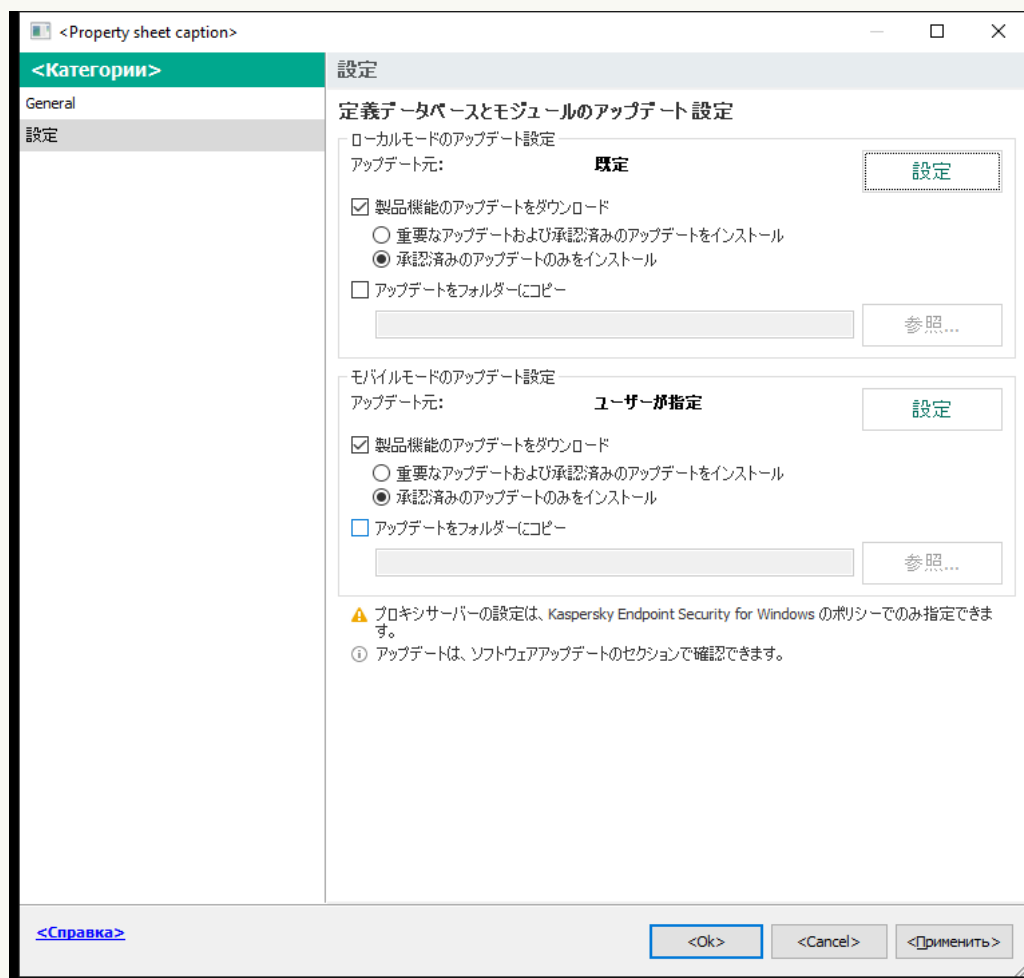 <Property sheet caption>
<Категории>
General
設定
設定
定義データベースとモジュールのアップデート設定
ローカルモードのアップデート設定
アップデート元: 既定
設定
製品機能のアップデートをダウンロード
重要なアップデートおよび承認済みのアップデートをインストール
承認済みのアップデートのみをインストール
アップデートをフォルダーにコピー
参照...
モバイルモードのアップデート設定
アップデート元: ユーザーが指定
設定
製品機能のアップデートをダウンロード
重要なアップデートおよび承認済みのアップデートをインストール
承認済みのアップデートのみをインストール
アップデートをフォルダーにコピー
参照...
プロキシサーバーの設定は、Kaspersky Endpoint Security for Windows のポリシーでのみ指定できま
す。
アップデートは、ソフトウェアアップデートのセクションで確認できます。
<Справка>
<Ok>
<Cancel>
<Применить>